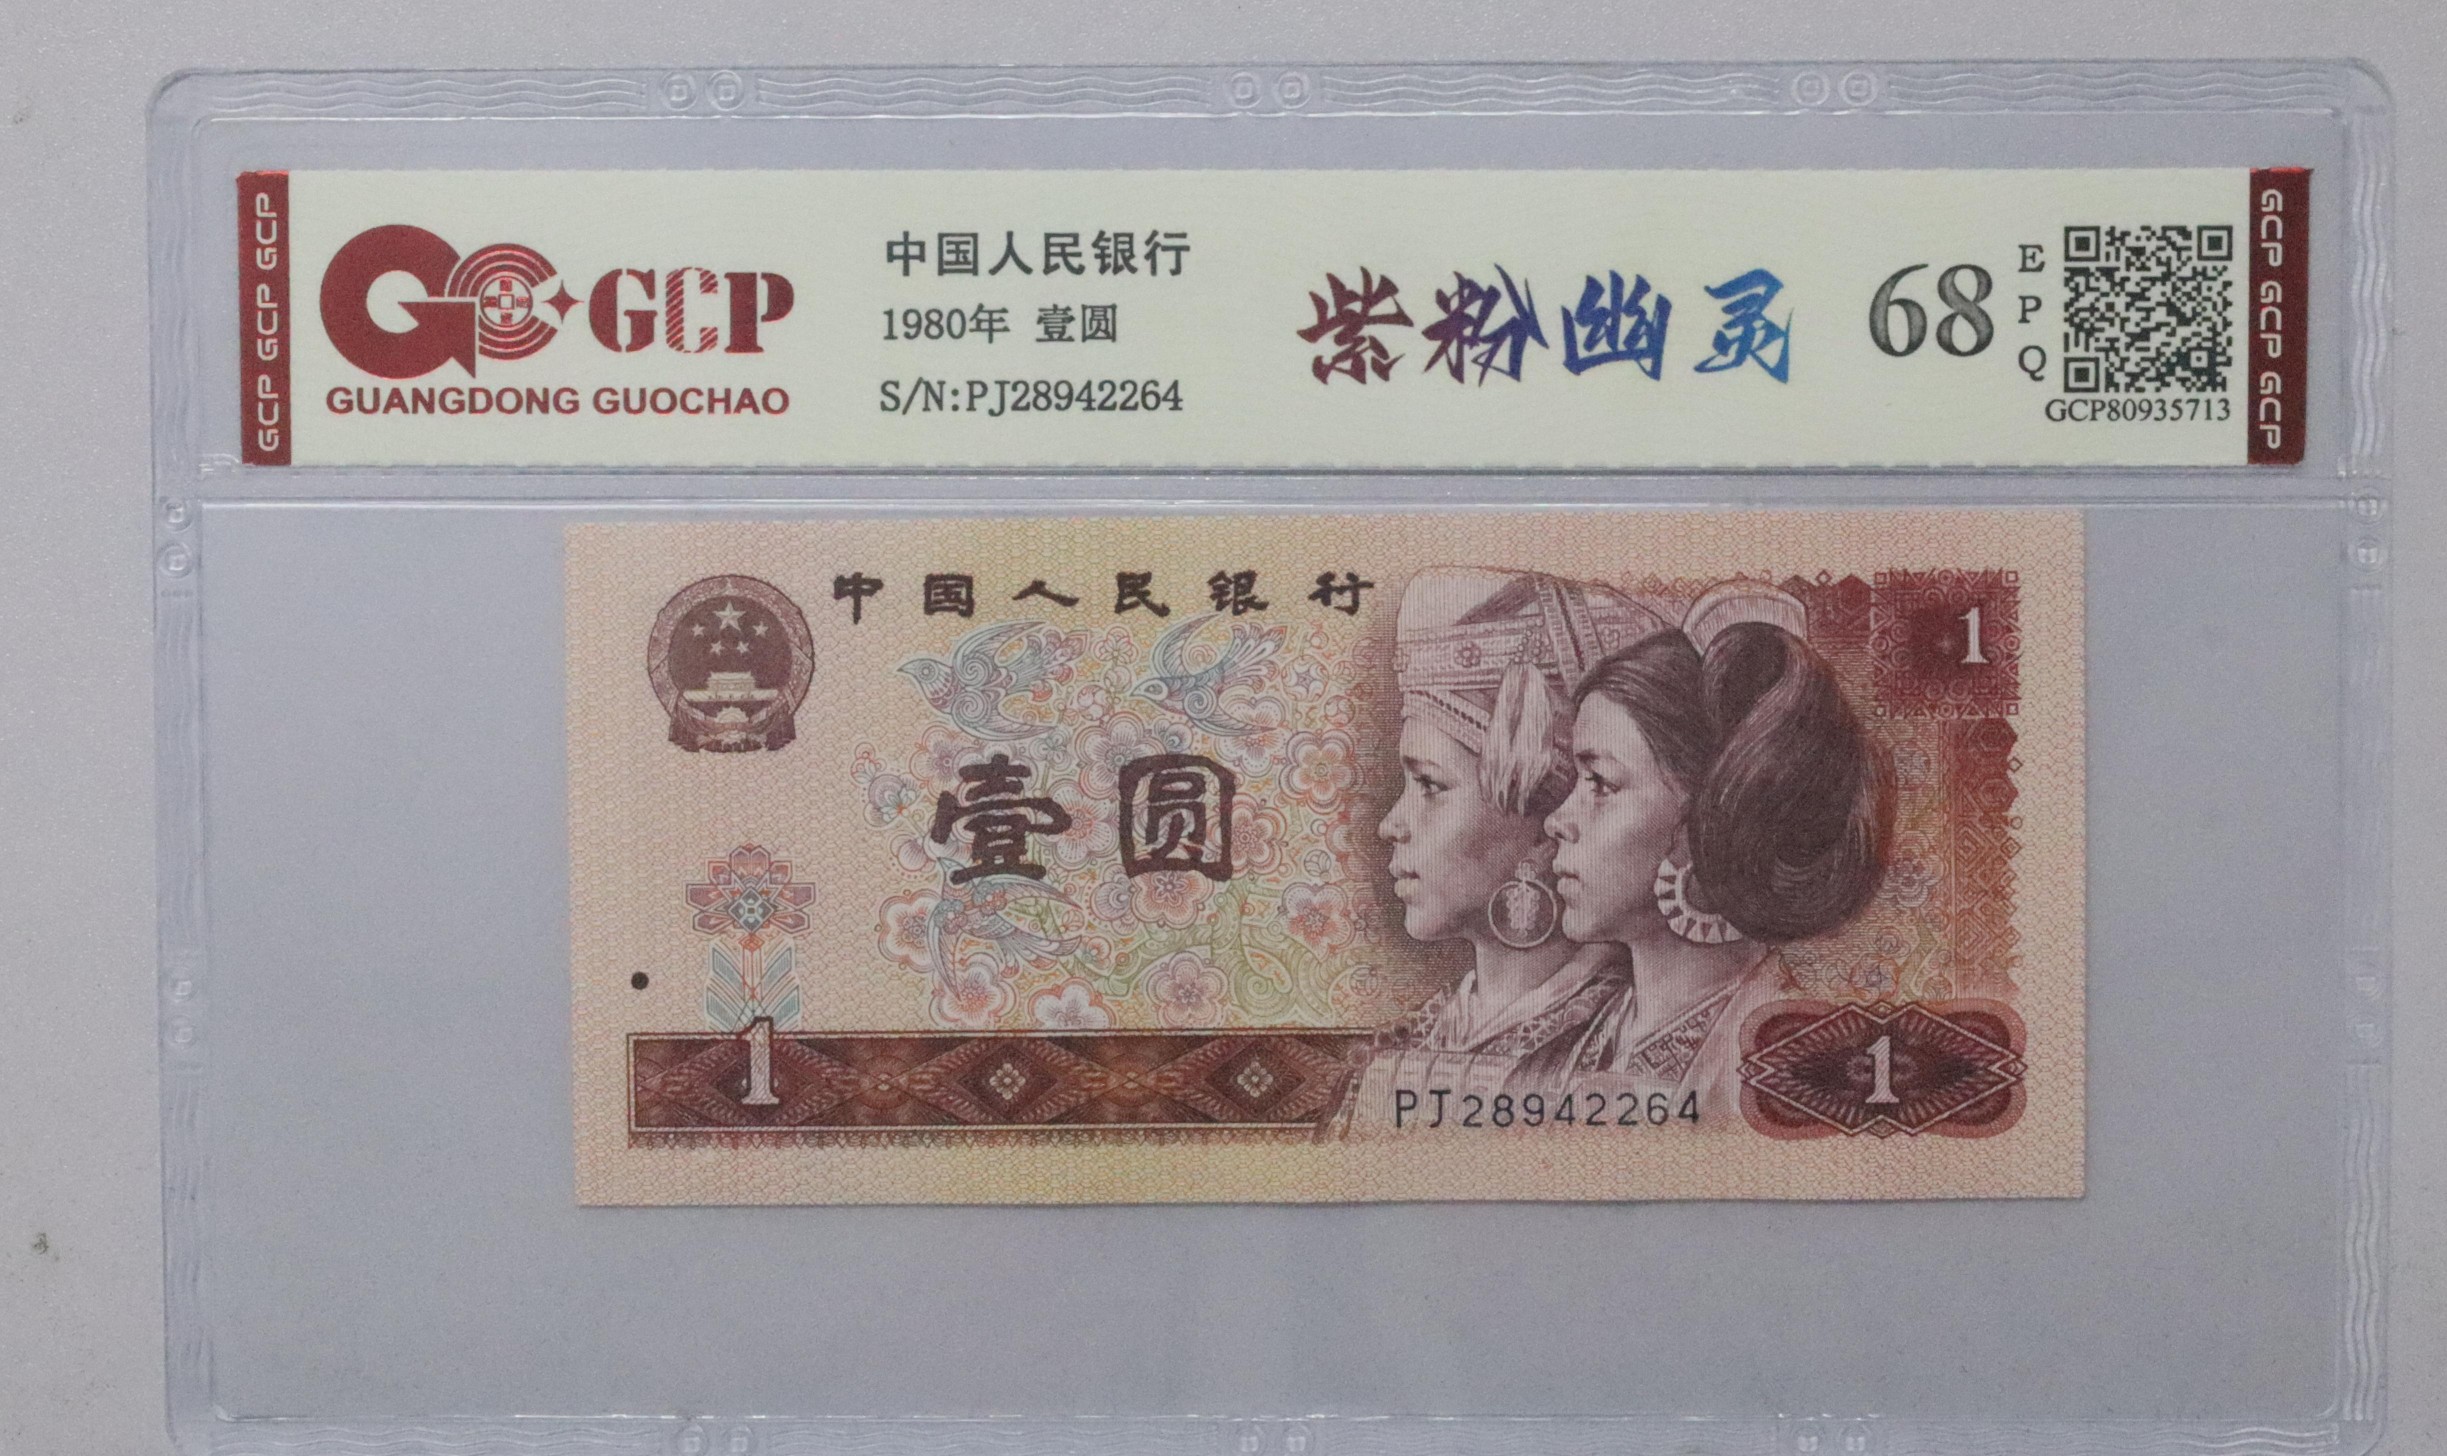 GCP GCP GCP
GCP
GUANGDONG GUOCHAO
中国人民银行
1980年 壹圆
S/N:PJ28942264
紫粉幽灵
68
E
P
Q
GCP80935713
GCP GCP GCP
中国人民银行
1
壹圆
1
PJ28942264
1